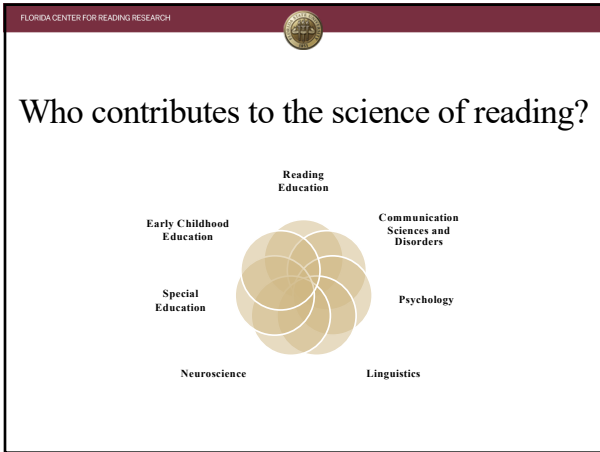 FLORIDA CENTER FOR READING RESEARCH
Who contributes to the science of reading?
Reading
Education
Communication
Sciences and
Disorders
Psychology
Linguistics
Neuroscience
Special
Education
Early Childhood
Education